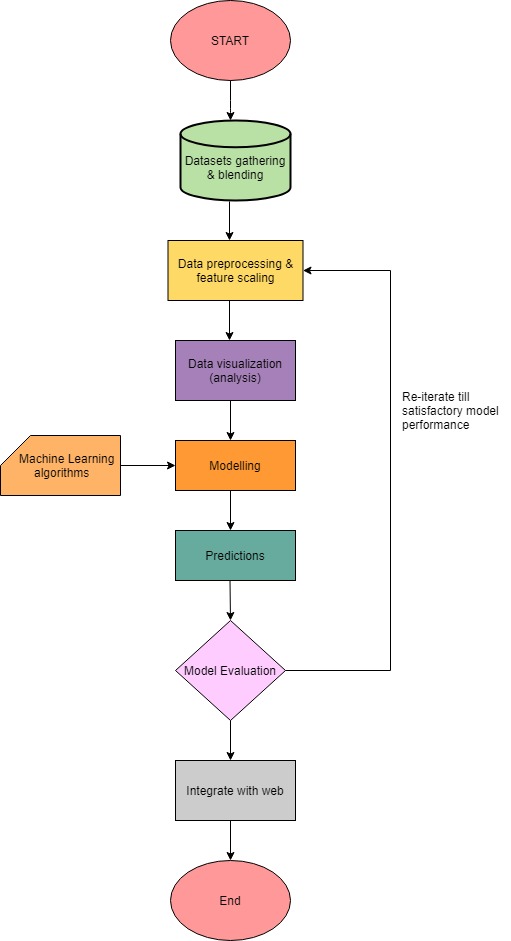 START
Datasets gathering
& blending
Data preprocessing &
feature scaling
Data visualization
(analysis)
Re-iterate till
satisfactory model
performance
Machine Learning
algorithms
Modelling
Predictions
Model Evaluation
Integrate with web
End